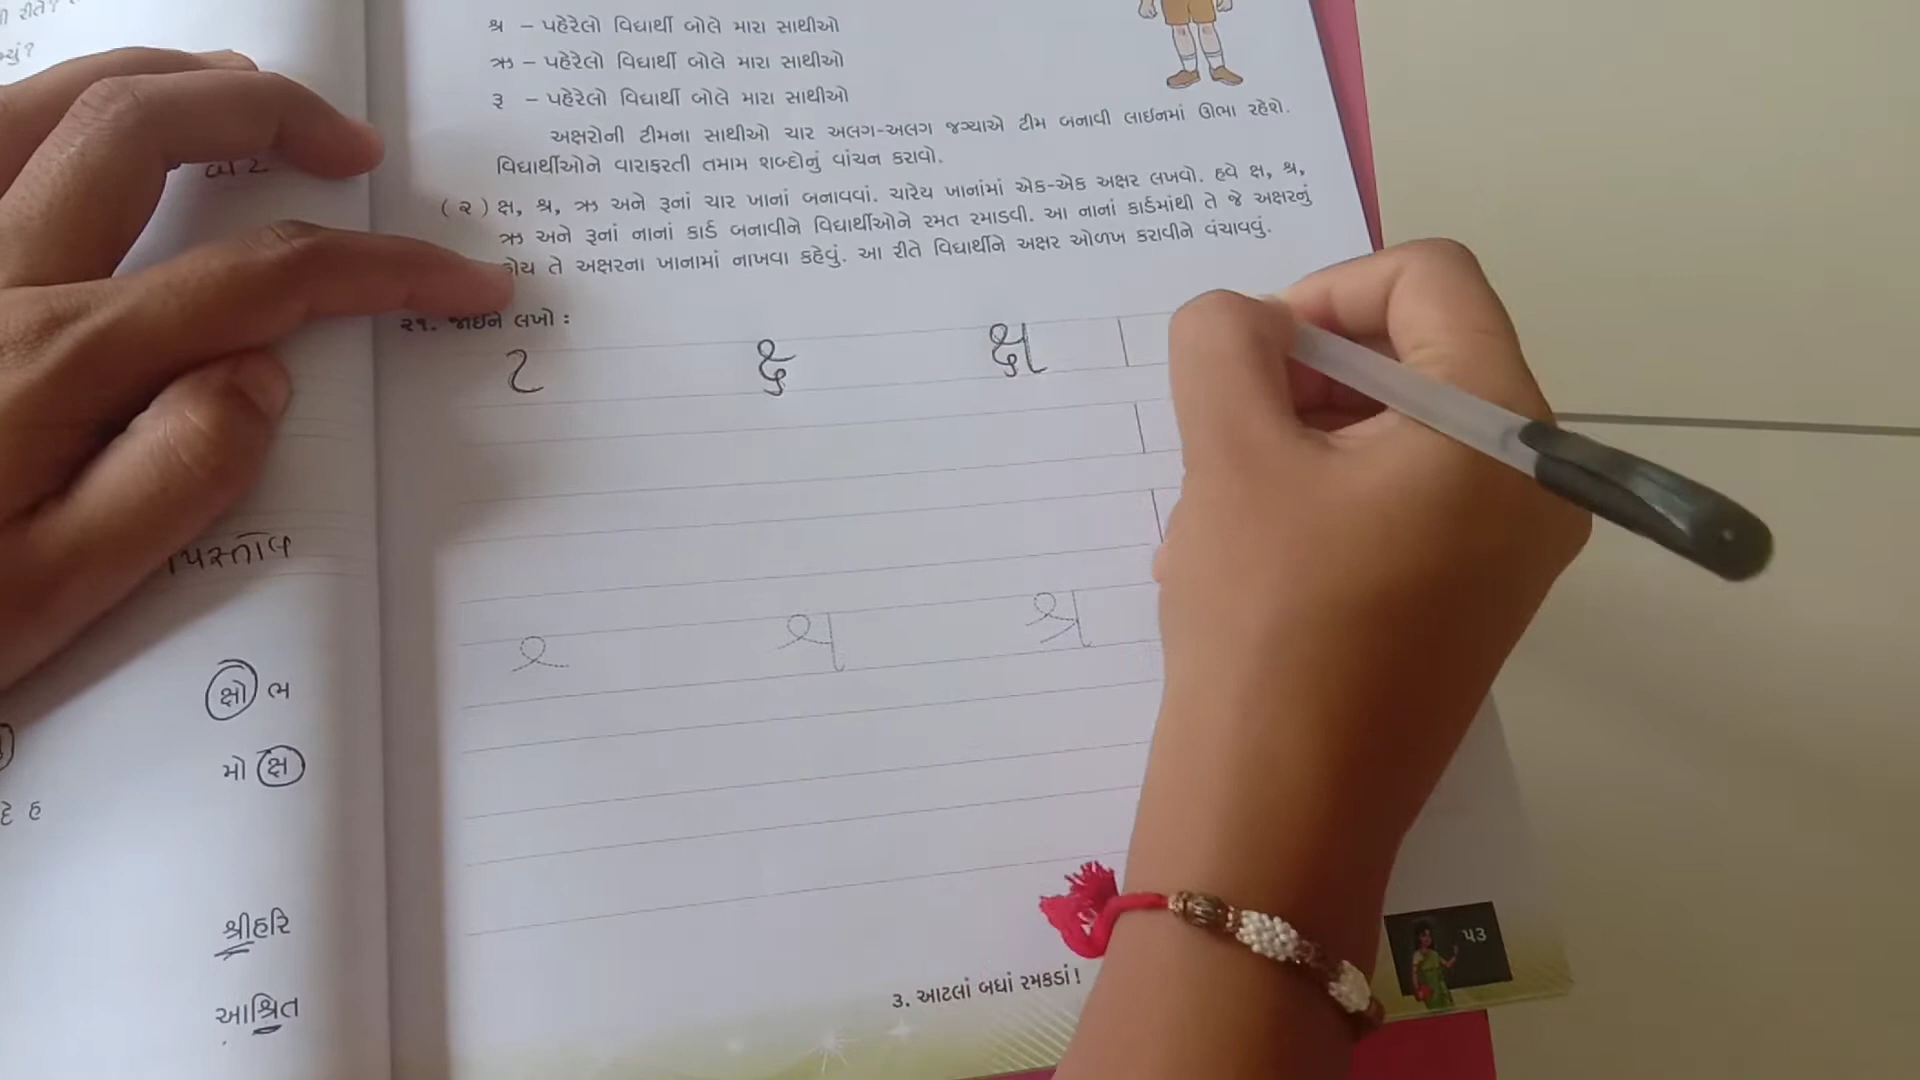 શ્ર – પહેરેલો વિદ્યાર્થી બોલે મારા સાથીઓ
ઋ – પહેરેલો વિદ્યાર્થી બોલે મારા સાથીઓ
રૂ – પહેરેલો વિદ્યાર્થી બોલે મારા સાથીઓ
અક્ષરોની ટીમના સાથીઓ ચાર અલગ-અલગ જગ્યાએ ટીમ બનાવી લાઈનમાં ઊભા રહેશે.
વિદ્યાર્થીઓને વારાફરતી તમામ શબ્દોનું વાંચન કરાવો.
(૨) ક્ષ, શ્ર, ઋ અને રૂનાં ચાર ખાનાં બનાવવાં. ચારેય ખાનાંમાં એક-એક અક્ષર લખવો. હવે ક્ષ, શ્ર,
ઋ અને રૂનાં નાનાં કાર્ડ બનાવીને વિદ્યાર્થીઓને રમત રમાડવી. આ નાનાં કાર્ડમાંથી તે જે અક્ષરનું
હોય તે અક્ષરના ખાનામાં નાખવા કહેવું. આ રીતે વિદ્યાર્થીને અક્ષર ઓળખ કરાવીને વંચાવવું.
૨૧. જોઈને લખો :
ક્ષ
શ્ર
૩. આટલાં બધાં રમકડાં !
૫૩
પિસ્તોલ
ક્ષોભ
મોક્ષ
દેહ
શ્રીહરિ
આશ્રિત